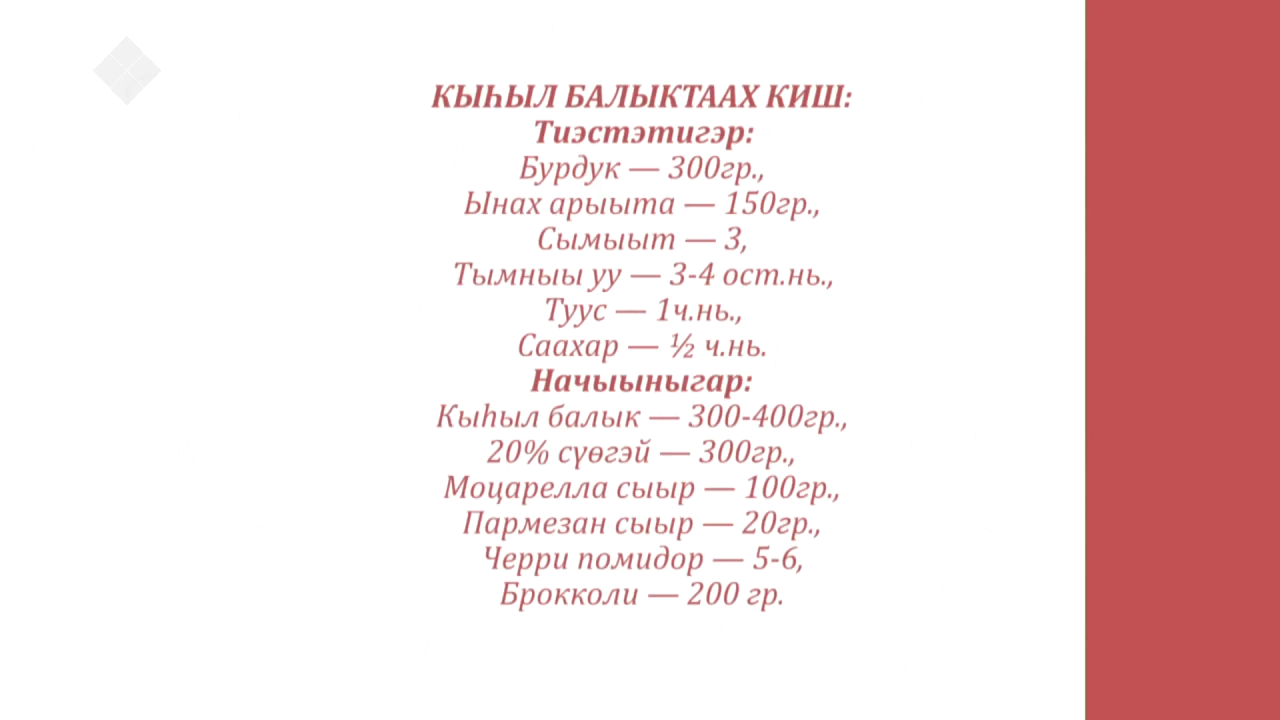 КЫҺЫЛ БАЛЫКТААХ КИШ:
Тиэстэтигэр:
Бурдук — 300гр.,
Ынах арыыта — 150гр.,
Сымыыт — 3,
Тымныы уу — 3-4 ост.нь.,
Туус — 1ч.нь.,
Саахар — ½ ч.нь.
Начыыныгар:
Кыһыл балык — 300-400гр.,
20% сүөгэй — 300гр.,
Моцарелла сыыр — 100гр.,
Пармезан сыыр — 20гр.,
Черри помидор — 5-6,
Брокколи — 200 гр.